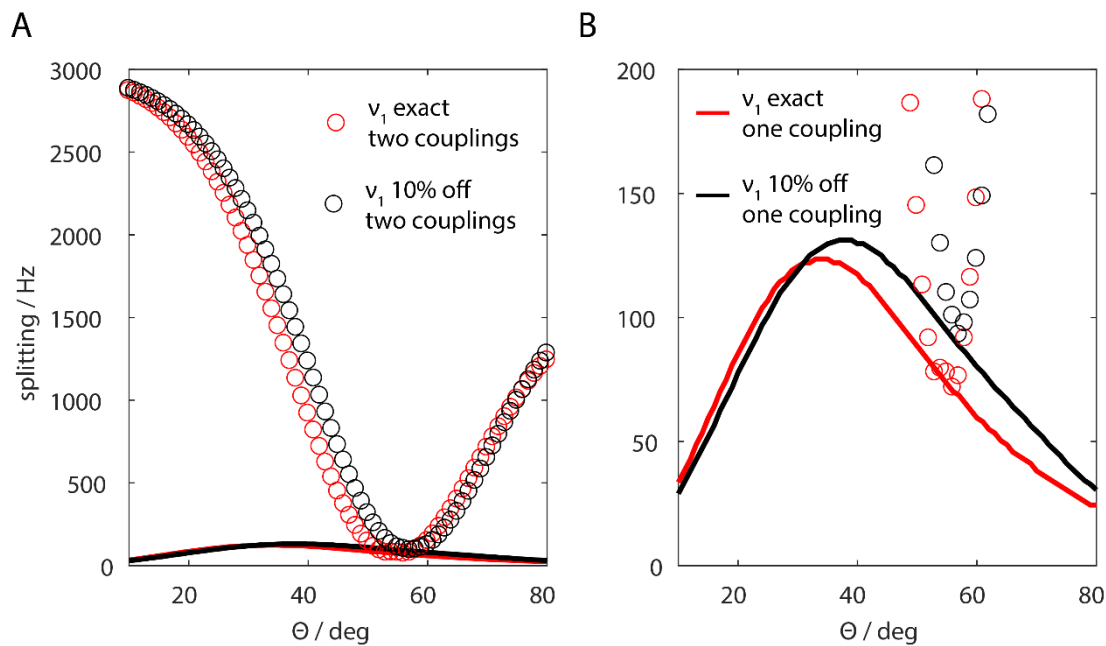 A
B
3000
2500
2000
1500
1000
500
0
splitting / Hz
20
40
60
80
Θ / deg
ν₁ exact
two couplings
ν₁ 10% off
two couplings
200
150
100
50
0
20
40
60
80
Θ / deg
ν₁ exact
one coupling
ν₁ 10% off
one coupling